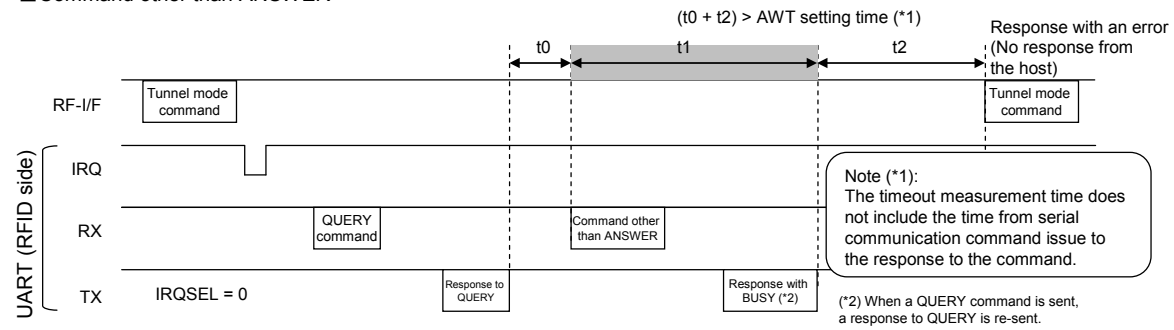 Command other than ANSWER
(t0 + t2) > AWT setting time (*1)
Response with an error
(No response from
the host)
t0
t1
t2
RF-I/F
Tunnel mode
command
Tunnel mode
command
UART (RFID side)
IRQ
RX
QUERY
command
Command other
than ANSWER
TX
IRQSEL = 0
Response to
QUERY
Response with
BUSY (*2)
Note (*1):
The timeout measurement time does
not include the time from serial
communication command issue to
the response to the command.
(*2) When a QUERY command is sent,
a response to QUERY is re-sent.